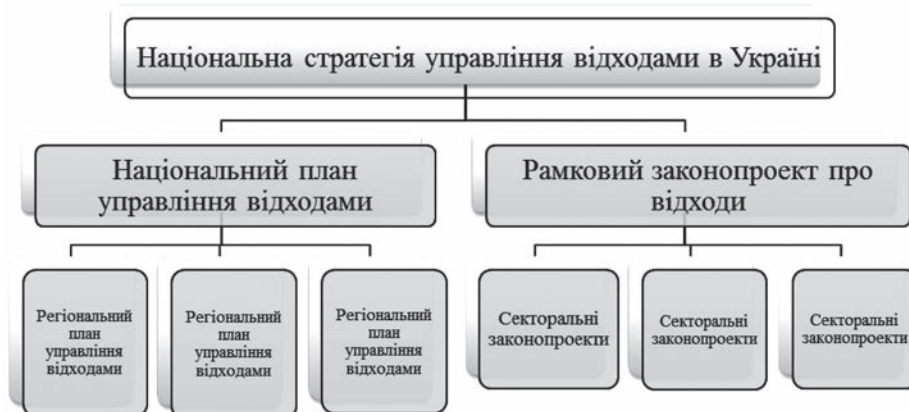 Національна стратегія управління відходами в Україні
Національний план
управління відходами
Рамковий законопроект про
відходи
Регіональний
план
управління
відходами
Регіональний
план
управління
відходами
Регіональний
план
управління
відходами
Секторальні
законопроекти
Секторальні
законопроекти
Секторальні
законопроекти